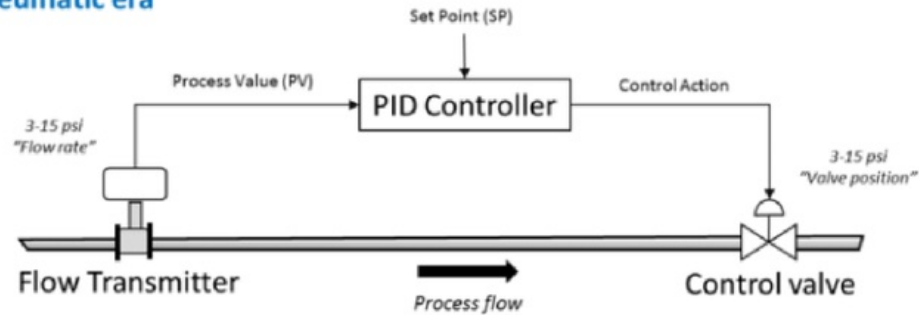 Set Point (SP)
Process Value (PV)
PID Controller
Control Action
3-15 psi
"Flow rate"
3-15 psi
"Valve position"
Flow Transmitter
Process flow
Control valve